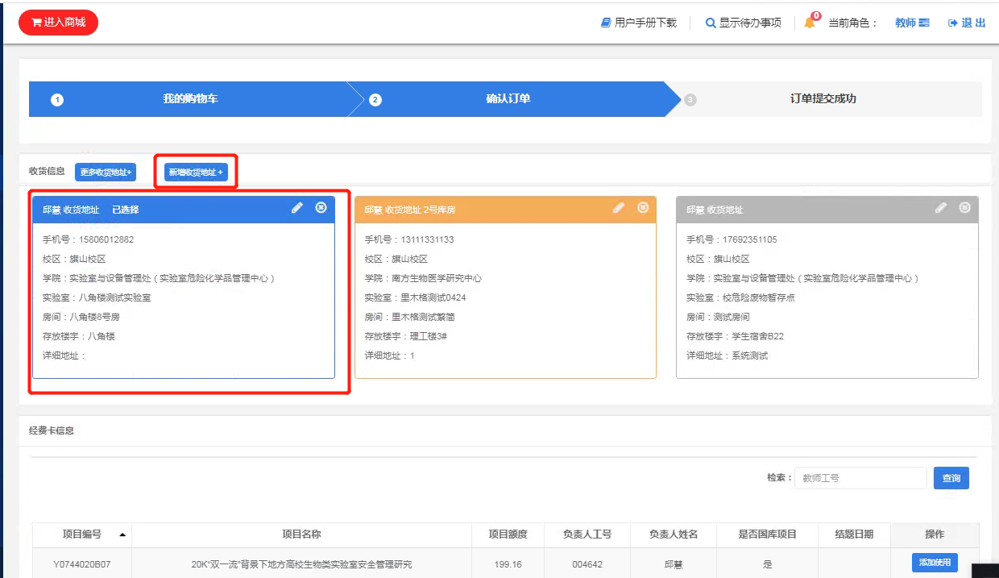 进入商城
用户手册下载 显示待办事项 0 当前角色： 教师 退 出
1 我的购物车 2 确认订单 3 订单提交成功
收货信息 更多收货地址+ 新增收货地址 +
邱慧 收货地址 已选择
手机号：15806012882
校区：旗山校区
学院：实验室与设备管理处（实验室危险化学品管理中心）
实验室：八角楼测试实验室
房间：八角楼8号房
存放楼宇：八角楼
详细地址：
邱慧 收货地址 2号库房
手机号：13111331133
校区：旗山校区
学院：南方生物医学研究中心
实验室：里木格测试0424
房间：里木格测试繁简
存放楼宇：理工楼3#
详细地址：1
邱慧 收货地址
手机号：17692351105
校区：旗山校区
学院：实验室与设备管理处（实验室危险化学品管理中心）
实验室：校危险废物暂存点
房间：测试房间
存放楼宇：学生宿舍B22
详细地址：系统测试
经费卡信息
检索： 教师工号 查询
项目编号 项目名称 项目额度 负责人工号 负责人姓名 是否国库项目 结题日期 操作
Y0744020B07 20K“双一流”背景下地方高校生物类实验室安全管理研究 199.16 004642 邱慧 是 添加使用